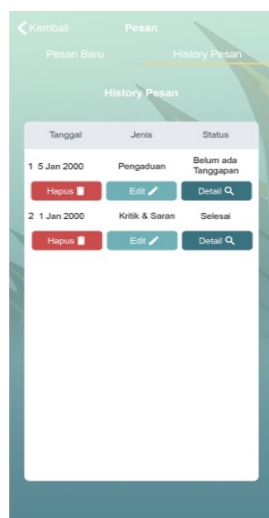 Kembali Pesan
Pesan Baru History Pesan
History Pesan
Tanggal Jenis Status
1 5 Jan 2000 Pengaduan Belum ada Tanggapan
Hapus Edit Detail
2 1 Jan 2000 Kritik & Saran Selesai
Hapus Edit Detail